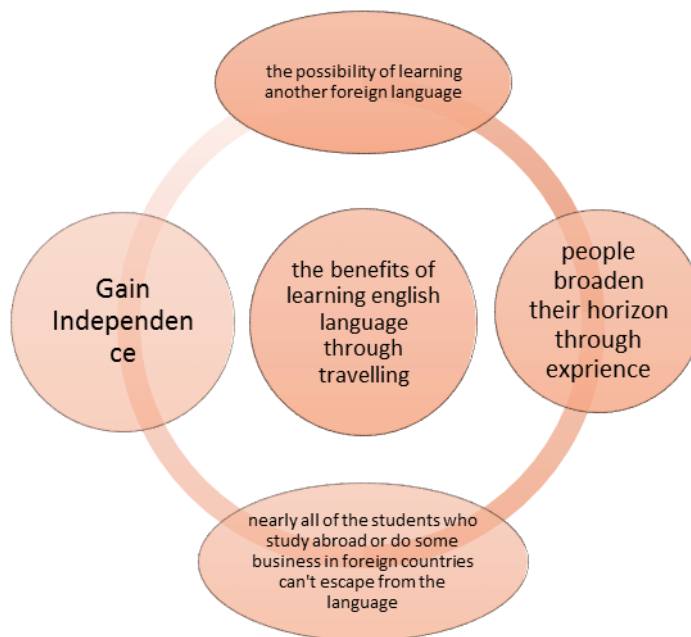 the possibility of learning
another foreign language
Gain
Independen
ce
the benefits of
learning english
language
through
travelling
people
broaden
their horizon
through
exprience
nearly all of the students who
study abroad or do some
business in foreign countries
can't escape from the
language